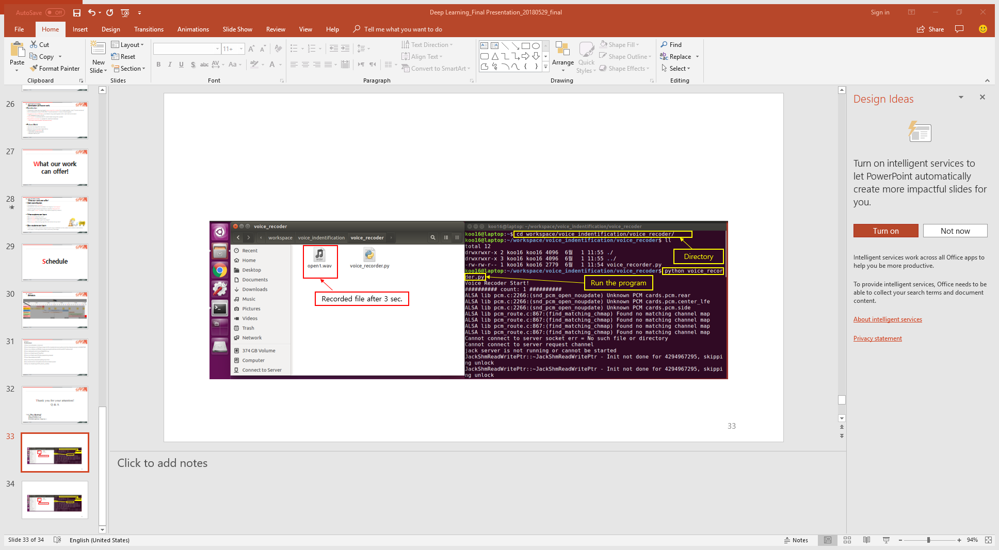 AutoSave Off
Deep Learning_Final Presentation_20180529_final
Sign in
File Home Insert Design Transitions Animations Slide Show Review View Help Tell me what you want to do
Share
Paste
Cut
Copy
Format Painter
Clipboard
New Slide
Layout
Reset
Section
Slides
11+
Font
Text Direction
Align Text
Convert to SmartArt
Paragraph
Arrange
Quick Styles
Shape Fill
Shape Outline
Shape Effects
Drawing
Find
Replace
Select
Editing
26
27
What our work
can offer!
28
29
Schedule
30
31
32
Thank you for your attention!
Q & A
33
34
voice_recoder
workspace voice_indentification voice_recoder
Recent
Home
Desktop
Documents
Downloads
Music
Pictures
Videos
Trash
Network
374 GB Volume
Computer
Connect to Server
open1.wav
voice_recorder.py
Recorded file after 3 sec.
koo16@laptop: ~/workspace/voice_indentification/voice_recoder
koo16@laptop:~$ cd workspace/voice_indentification/voice_recoder/
koo16@laptop:~/workspace/voice_indentification/voice_recoder$ ll
total 12
drwxrwxr-x 2 koo16 koo16 4096 6월 1 11:55 ./
drwxrwxr-x 3 koo16 koo16 4096 6월 1 11:55 ../
-rw-rw-r-- 1 koo16 koo16 2779 6월 1 11:54 voice_recorder.py
koo16@laptop:~/workspace/voice_indentification/voice_recoder$ python voice_recor
der.py
Directory
Run the program
Voice Recoder Start!
########## count: 1 ##########
ALSA lib pcm.c:2266:(snd_pcm_open_noupdate) Unknown PCM cards.pcm.rear
ALSA lib pcm.c:2266:(snd_pcm_open_noupdate) Unknown PCM cards.pcm.center_lfe
ALSA lib pcm.c:2266:(snd_pcm_open_noupdate) Unknown PCM cards.pcm.side
ALSA lib pcm_route.c:867:(find_matching_chmap) Found no matching channel map
ALSA lib pcm_route.c:867:(find_matching_chmap) Found no matching channel map
ALSA lib pcm_route.c:867:(find_matching_chmap) Found no matching channel map
ALSA lib pcm_route.c:867:(find_matching_chmap) Found no matching channel map
Cannot connect to server socket err = No such file or directory
Cannot connect to server request channel
jack server is not running or cannot be started
JackShmReadWritePtr::~JackShmReadWritePtr - Init not done for 4294967295, skippi
ng unlock
JackShmReadWritePtr::~JackShmReadWritePtr - Init not done for 4294967295, skippi
ng unlock
33
Click to add notes
Design Ideas
Turn on intelligent services to
let PowerPoint automatically
create more impactful slides for
you.
Turn on
Not now
Intelligent services work across all Office apps to
help you be more productive.
To provide intelligent services, Office needs to be
able to collect your search terms and document
content.
About intelligent services
Privacy statement
Slide 33 of 34
English (United States)
Notes
94%